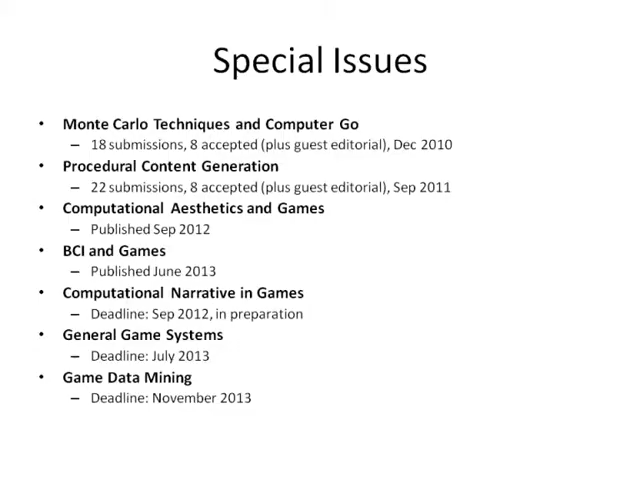 Special Issues
• Monte Carlo Techniques and Computer Go
– 18 submissions, 8 accepted (plus guest editorial), Dec 2010
• Procedural Content Generation
– 22 submissions, 8 accepted (plus guest editorial), Sep 2011
• Computational Aesthetics and Games
– Published Sep 2012
• BCI and Games
– Published June 2013
• Computational Narrative in Games
– Deadline: Sep 2012, in preparation
• General Game Systems
– Deadline: July 2013
• Game Data Mining
– Deadline: November 2013